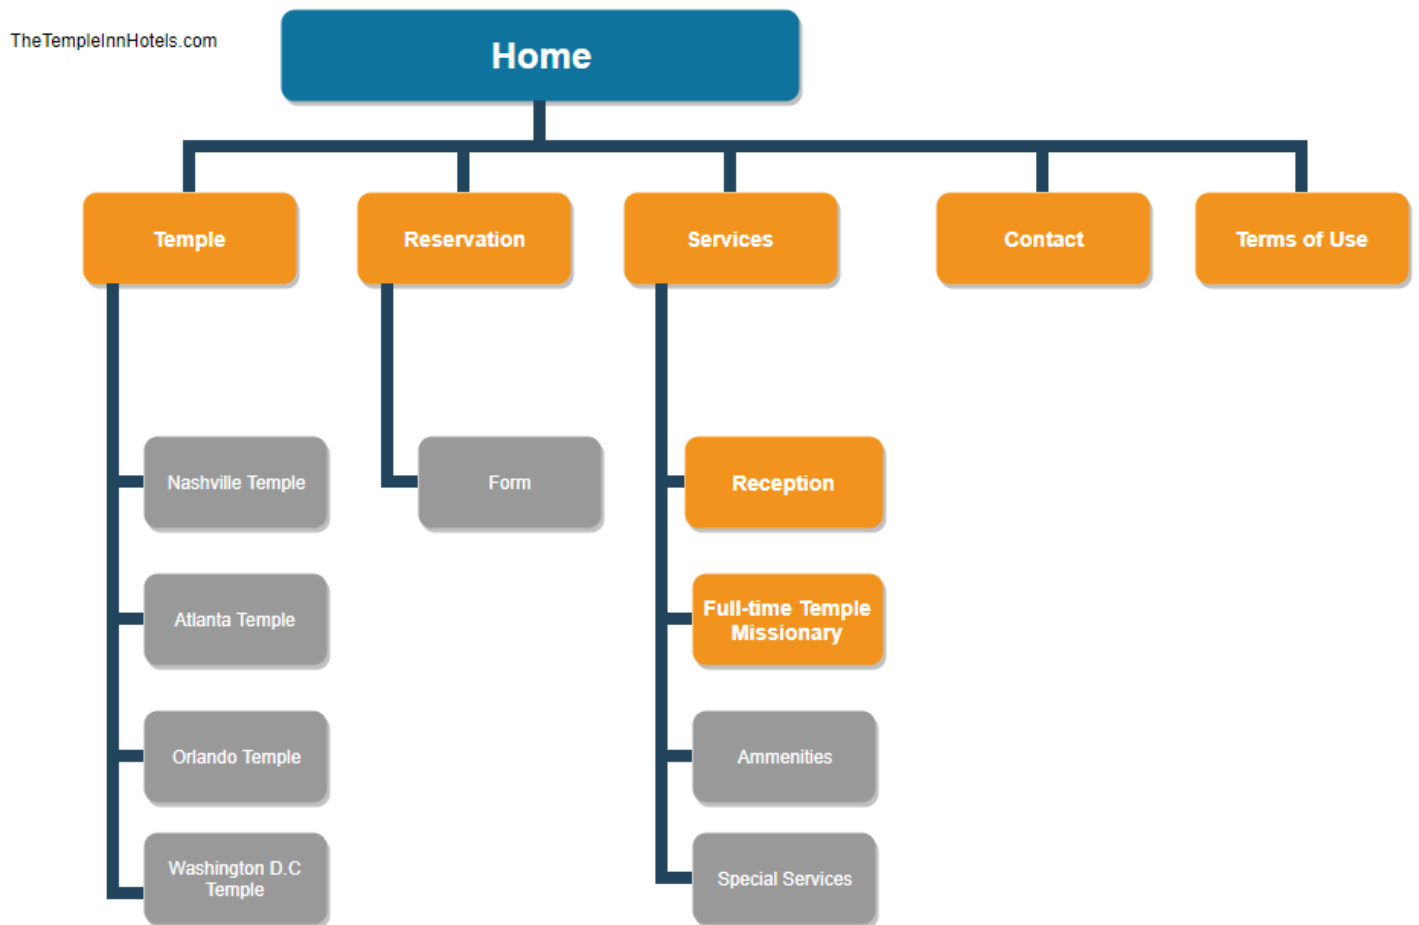 TheTempleInnHotels.com
Home
Temple
Reservation
Services
Contact
Terms of Use
Nashville Temple
Form
Reception
Atlanta Temple
Full-time Temple
Missionary
Orlando Temple
Ammenities
Washington D.C
Temple
Special Services